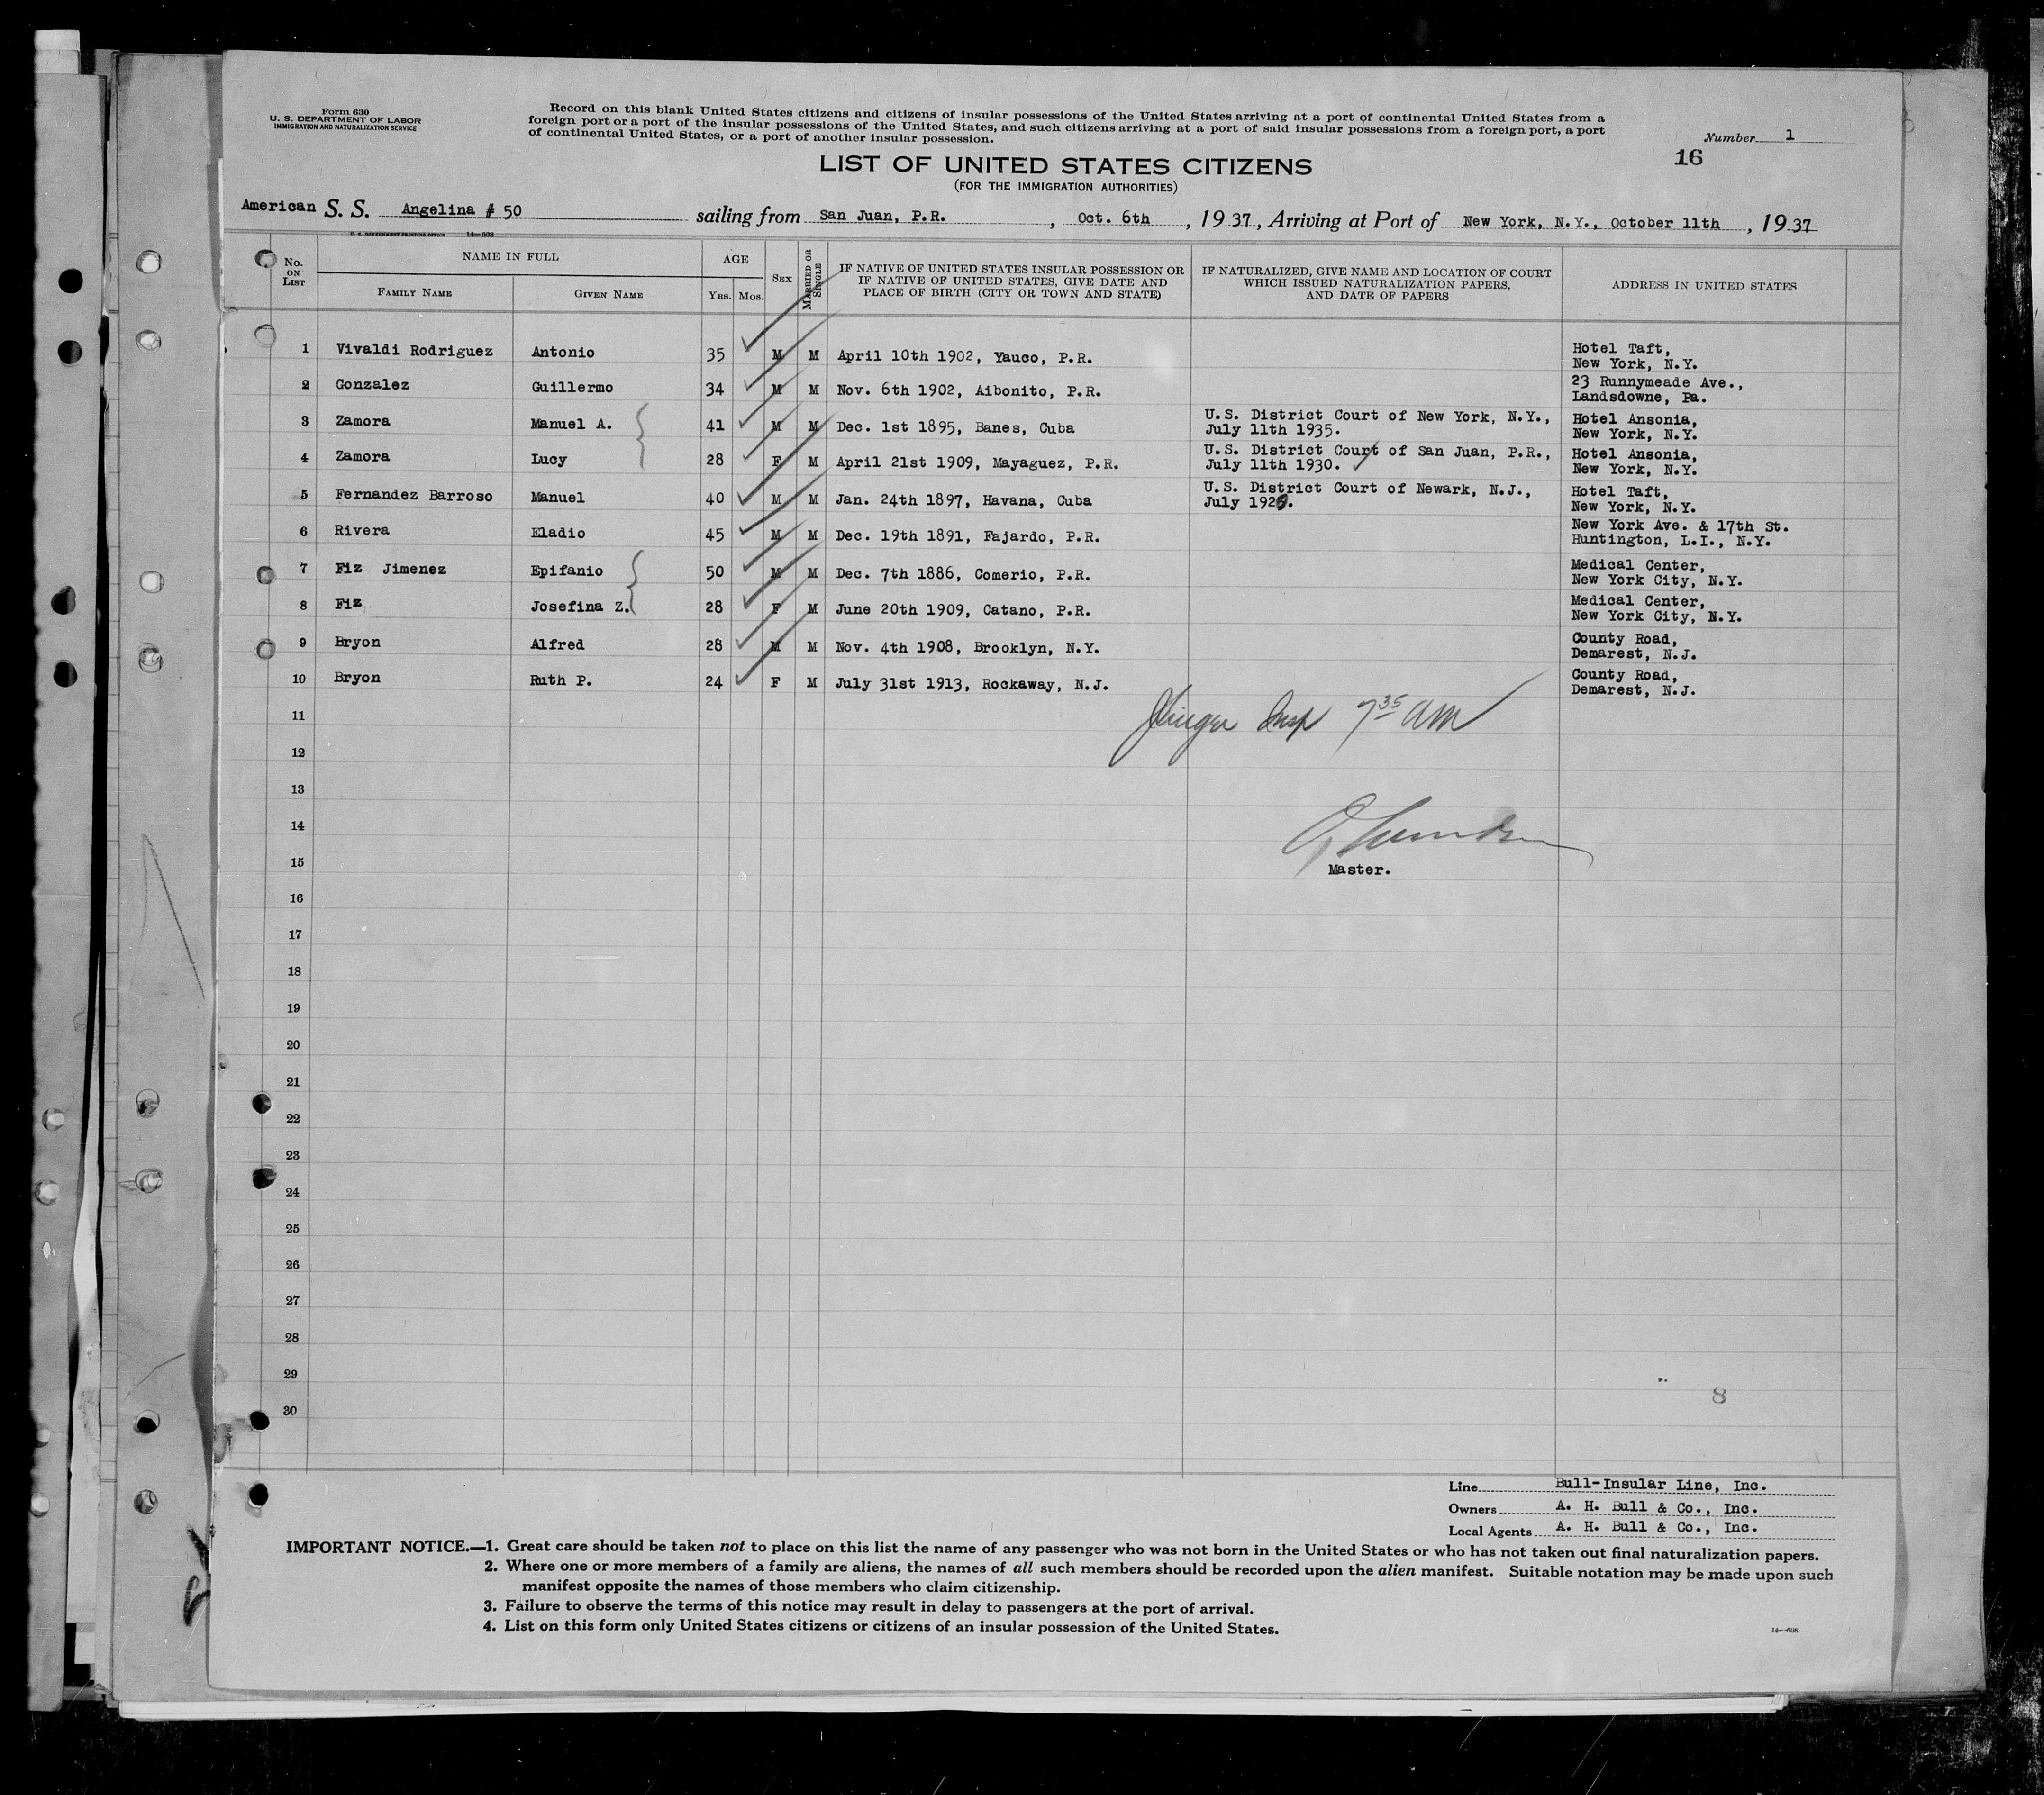 Form 630
U. S. DEPARTMENT OF LABOR
IMMIGRATION AND NATURALIZATION SERVICE
Record on this blank United States citizens and citizens of insular possessions of the United States arriving at a port of continental United States from a
foreign port or a port of the insular possessions of the United States, and such citizens arriving at a port of said insular possessions from a foreign port, a port
of continental United States, or a port of another insular possession.
Number 1
16
LIST OF UNITED STATES CITIZENS
(FOR THE IMMIGRATION AUTHORITIES)
American S. S. Angelina # 50 sailing from San Juan, P.R. , Oct. 6th , 1937, Arriving at Port of New York, N.Y., October 11th , 1937
U. S. GOVERNMENT PRINTING OFFICE 14—608
No. ON LIST
NAME IN FULL
FAMILY NAME
GIVEN NAME
AGE
YRS. MOS.
SEX
MARRIED OR SINGLE
IF NATIVE OF UNITED STATES INSULAR POSSESSION OR
IF NATIVE OF UNITED STATES, GIVE DATE AND
PLACE OF BIRTH (CITY OR TOWN AND STATE)
IF NATURALIZED, GIVE NAME AND LOCATION OF COURT
WHICH ISSUED NATURALIZATION PAPERS,
AND DATE OF PAPERS
ADDRESS IN UNITED STATES
1 Vivaldi Rodriguez Antonio 35 M M April 10th 1902, Yauco, P.R. Hotel Taft,
New York, N.Y.
2 Gonzalez Guillermo 34 M M Nov. 6th 1902, Aibonito, P.R. 23 Runnymeade Ave.,
Landsdowne, Pa.
3 Zamora Manuel A. 41 M M Dec. 1st 1895, Banes, Cuba U.S. District Court of New York, N.Y., Hotel Ansonia,
July 11th 1935. New York, N.Y.
4 Zamora Lucy 28 F M April 21st 1909, Mayaguez, P.R. U.S. District Court of San Juan, P.R., Hotel Ansonia,
July 11th 1930. New York, N.Y.
5 Fernandez Barroso Manuel 40 M M Jan. 24th 1897, Havana, Cuba U.S. District Court of Newark, N.J., Hotel Taft,
July New York, N.Y.
6 Rivera Eladio 45 M M Dec. 19th 1891, Fajardo, P.R. New York Ave. & 17th St.
Huntington, L.I., N.Y.
7 Fiz Jimenez Epifanio 50 M M Dec. 7th 1886, Comerio, P.R. Medical Center,
New York City, N.Y.
8 Fiz Josefina Z. 28 F M June 20th 1909, Catano, P.R. Medical Center,
New York City, N.Y.
9 Bryon Alfred 28 M M Nov. 4th 1908, Brooklyn, N.Y. County Road,
Demarest, N.J.
10 Bryon Ruth P. 24 F M July 31st 1913, Rockaway, N.J. County Road,
Demarest, N.J.
11
Insp 7 35 am
12
13
14
15
Master.
16
17
18
19
20
21
22
23
24
25
26
27
28
29
8
30
Line Bull-Insular Line, Inc.
Owners A. H. Bull & Co., Inc.
Local Agents A. H. Bull & Co., Inc.
IMPORTANT NOTICE.—1. Great care should be taken not to place on this list the name of any passenger who was not born in the United States or who has not taken out final naturalization papers.
2. Where one or more members of a family are aliens, the names of all such members should be recorded upon the alien manifest. Suitable notation may be made upon such
manifest opposite the names of those members who claim citizenship.
3. Failure to observe the terms of this notice may result in delay to passengers at the port of arrival.
4. List on this form only United States citizens or citizens of an insular possession of the United States.
14—608